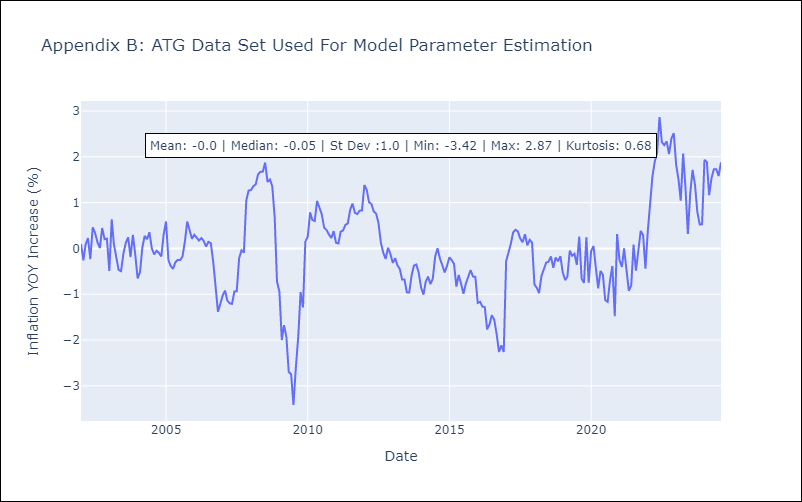 Appendix B: ATG Data Set Used For Model Parameter Estimation
3
Mean: -0.0 | Median: -0.05 | St Dev :1.0 | Min: -3.42 | Max: 2.87 | Kurtosis: 0.68
2
1
0
−1
−2
−3
Inflation YOY Increase (%)
2005 2010 2015 2020
Date